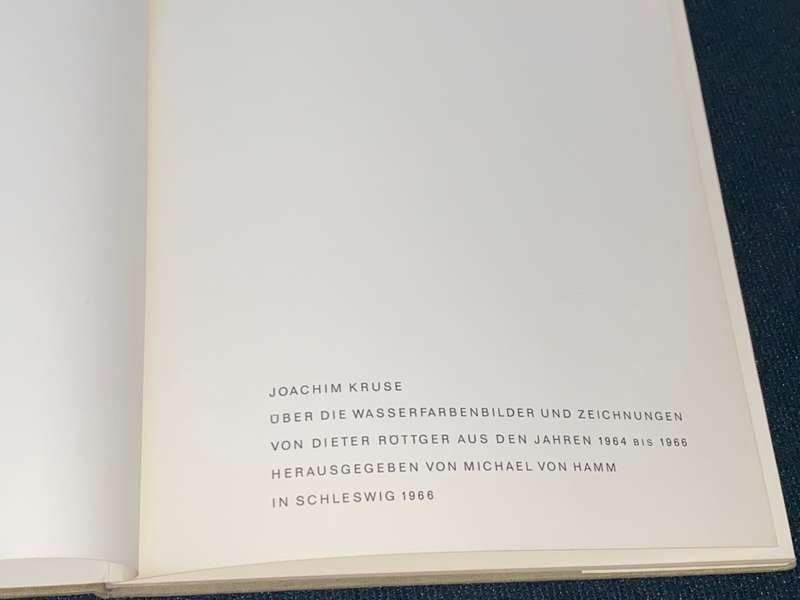 JOACHIM KRUSE
ÜBER DIE WASSERFARBENBILDER UND ZEICHNUNGEN
VON DIETER RÖTTGER AUS DEN JAHREN 1964 BIS 1966
HERAUSGEGEBEN VON MICHAEL VON HAMM
IN SCHLESWIG 1966